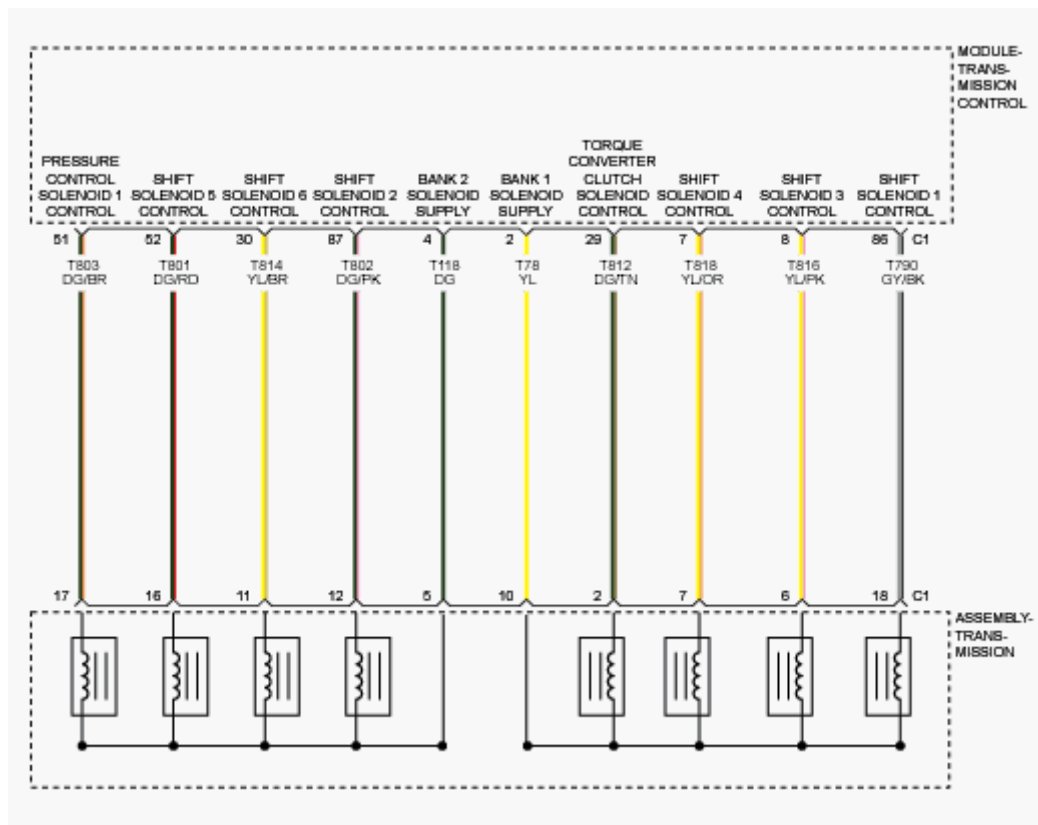 MODULE-
TRANS-
MISSION
CONTROL
PRESSURE
CONTROL
SOLENOID 1
CONTROL
SHIFT
SOLENOID 5
CONTROL
SHIFT
SOLENOID 6
CONTROL
SHIFT
SOLENOID 2
CONTROL
BANK 2
SOLENOID
SUPPLY
BANK 1
SOLENOID
SUPPLY
TORQUE
CONVERTER
CLUTCH
SOLENOID
CONTROL
SHIFT
SOLENOID 4
CONTROL
SHIFT
SOLENOID 3
CONTROL
SHIFT
SOLENOID 1
CONTROL
51 52 30 87 4 2 29 7 8 86 C1
T803 T801 T814 T802 T118 T78 T812 T818 T816 T790
DG/BR DG/RD YL/BR DG/PK DG YL DG/TN YL/OR YL/PK GY/BK
17 16 11 12 5 10 2 7 6 18 C1
ASSEMBLY-
TRANS-
MISSION